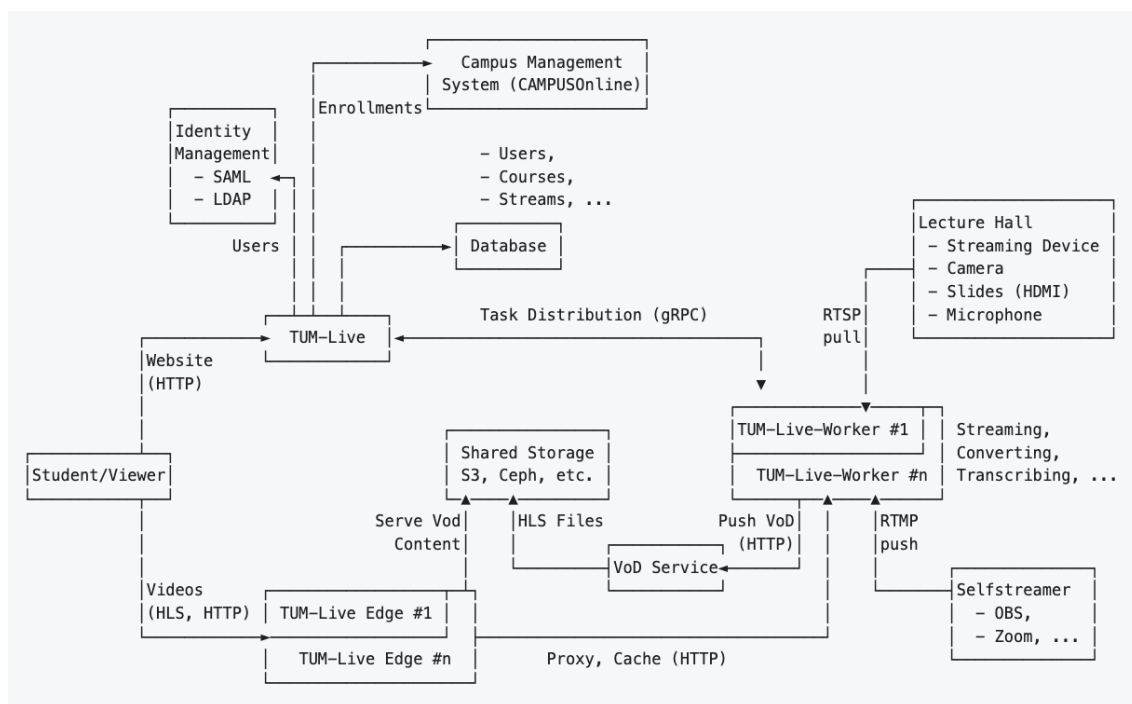 Campus Management
System (CAMPUSOnline)
Enrollments
Identity
Management
– SAML
– LDAP
– Users,
– Courses,
– Streams, ...
Users
Database
Lecture Hall
– Streaming Device
– Camera
– Slides (HDMI)
– Microphone
Task Distribution (gRPC)
RTSP
pull
TUM–Live
Website
(HTTP)
TUM–Live–Worker #1
TUM–Live–Worker #n
Streaming,
Converting,
Transcribing, ...
Shared Storage
S3, Ceph, etc.
Student/Viewer
Serve Vod
Content
HLS Files
Push VoD
(HTTP)
RTMP
push
VoD Service
Videos
(HLS, HTTP)
TUM–Live Edge #1
TUM–Live Edge #n
Proxy, Cache (HTTP)
Selfstreamer
– OBS,
– Zoom, ...